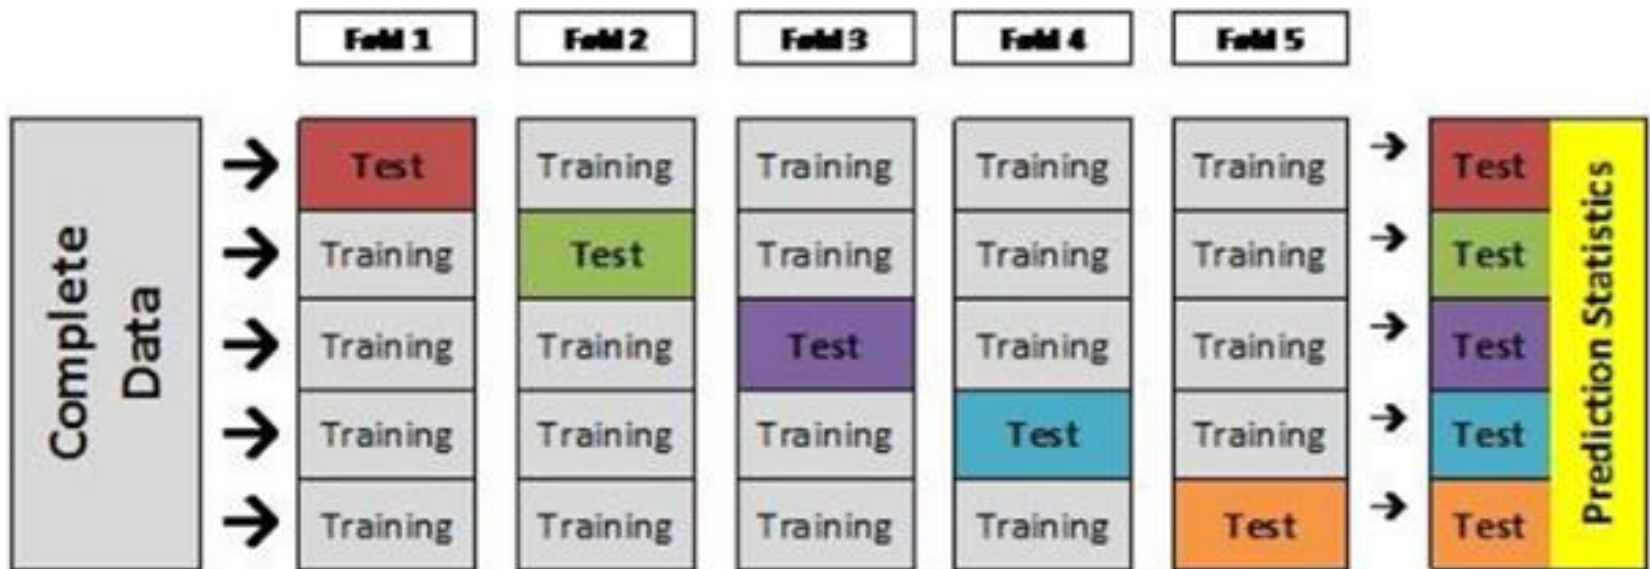 Fold 1 Fold 2 Fold 3 Fold 4 Fold 5
Complete
Data
Test Training Training Training Training Test
Training Test Training Training Training Test
Training Training Test Training Training Test
Training Training Training Test Training Test
Training Training Training Training Test Test
Prediction Statistics